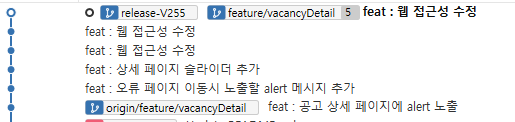 release-V255 feature/vacancyDetail 5 feat : 웹 접근성 수정
feat : 웹 접근성 수정
feat : 웹 접근성 수정
feat : 상세 페이지 슬라이더 추가
feat : 오류 페이지 이동시 노출할 alert 메시지 추가
origin/feature/vacancyDetail feat : 공고 상세 페이지에 alert 노출